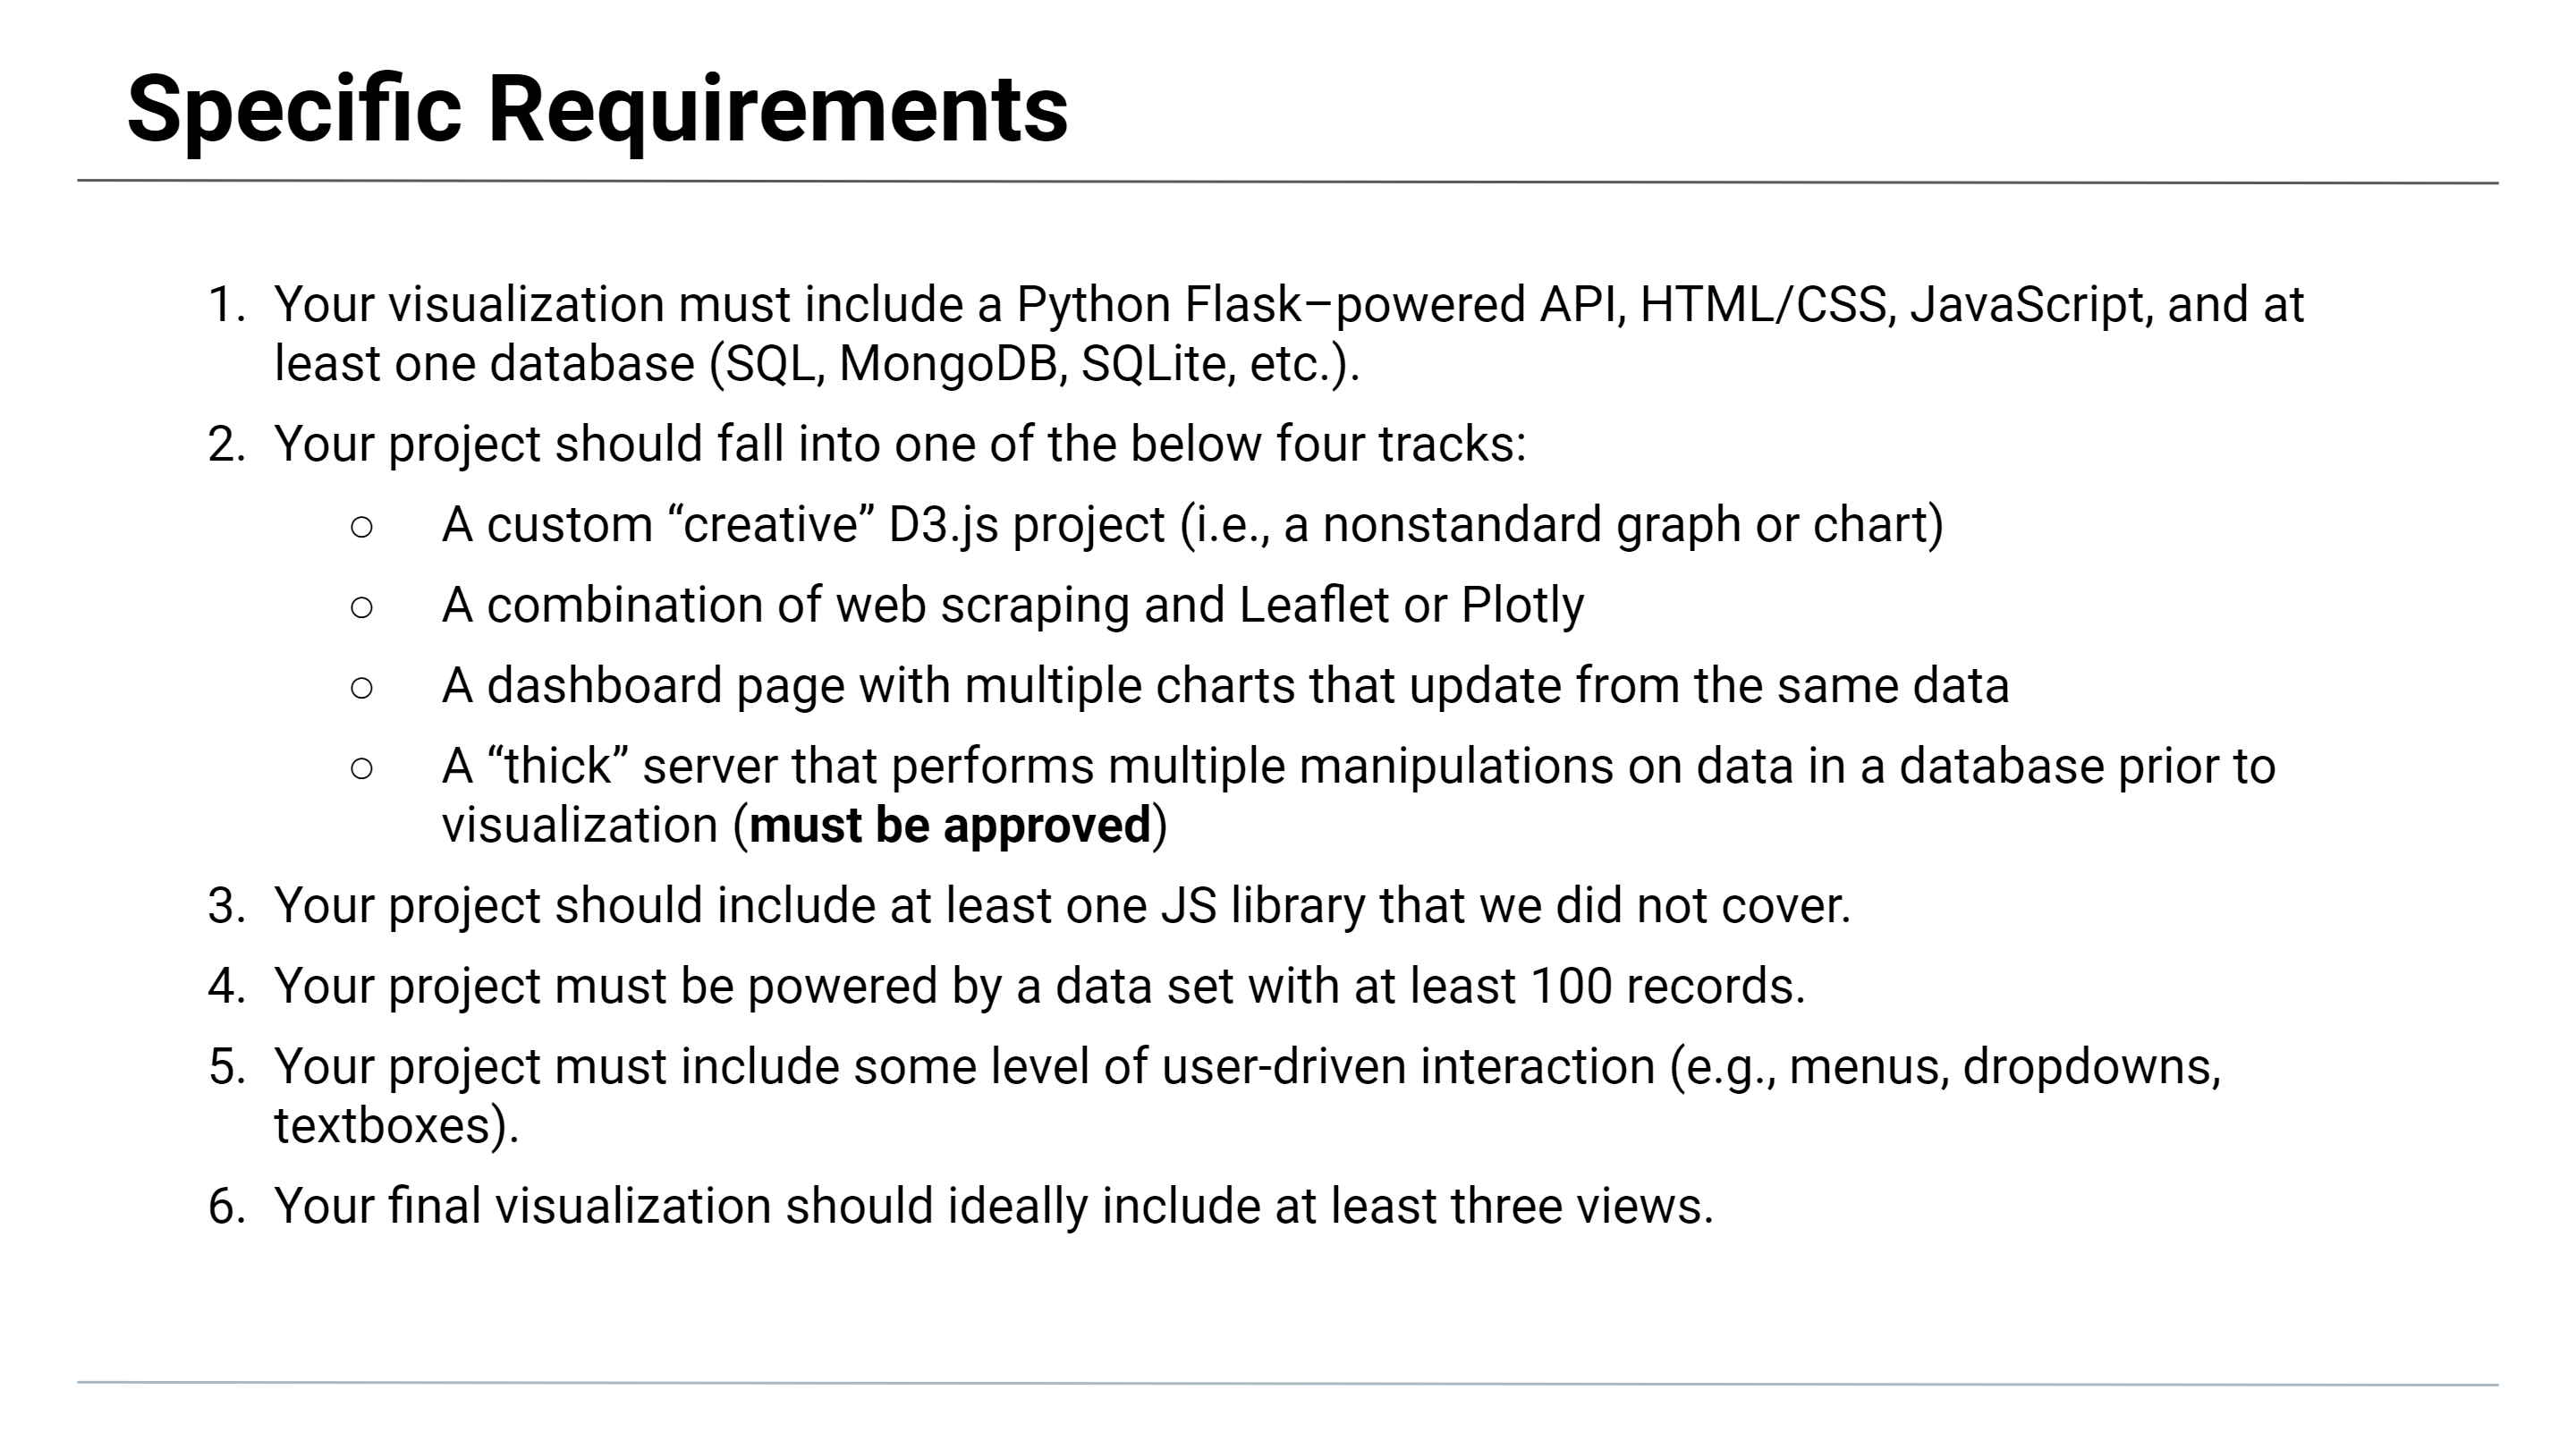 Specific Requirements
1. Your visualization must include a Python Flask–powered API, HTML/CSS, JavaScript, and at
least one database (SQL, MongoDB, SQLite, etc.).
2. Your project should fall into one of the below four tracks:
○ A custom “creative” D3.js project (i.e., a nonstandard graph or chart)
○ A combination of web scraping and Leaflet or Plotly
○ A dashboard page with multiple charts that update from the same data
○ A “thick” server that performs multiple manipulations on data in a database prior to
visualization (must be approved)
3. Your project should include at least one JS library that we did not cover.
4. Your project must be powered by a data set with at least 100 records.
5. Your project must include some level of user-driven interaction (e.g., menus, dropdowns,
textboxes).
6. Your final visualization should ideally include at least three views.